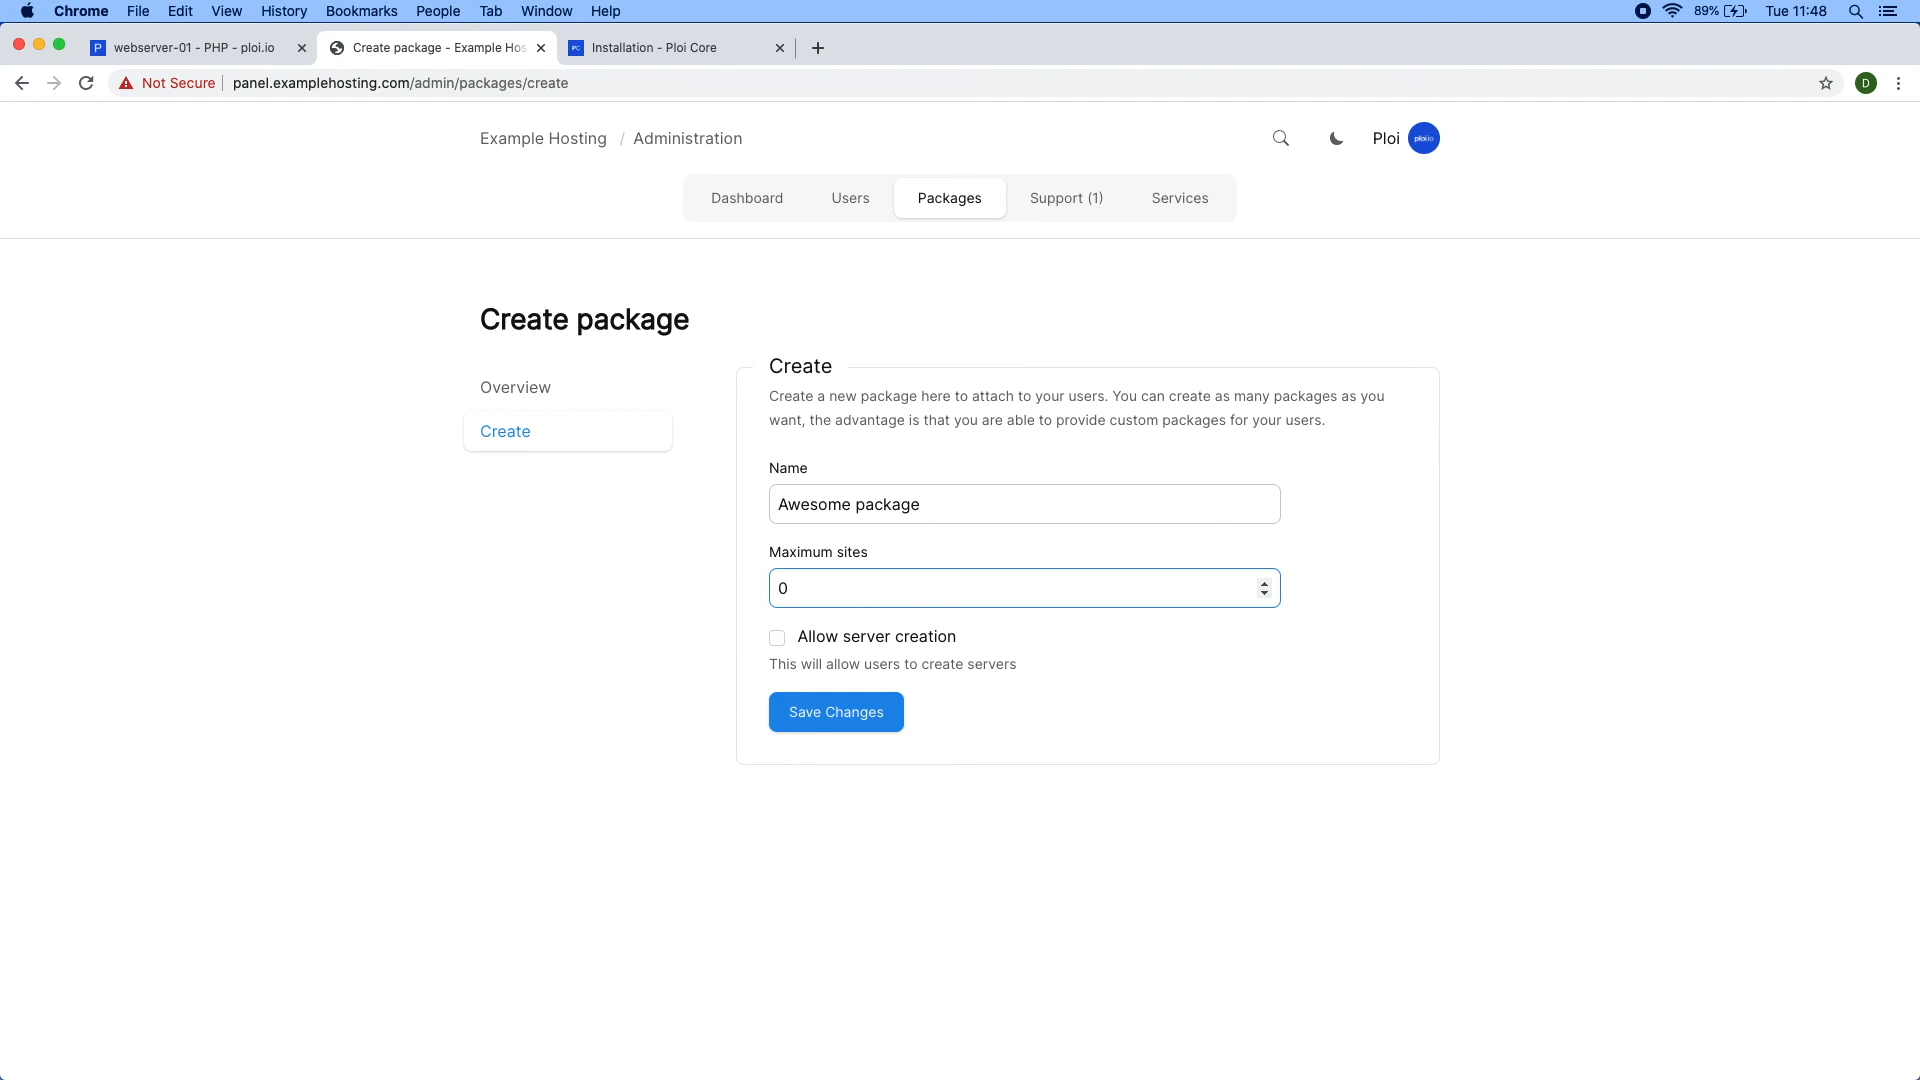 Chrome File Edit View History Bookmarks People Tab Window Help 89% Tue 11:48
P webserver-01 - PHP - ploi.io Create package - Example Hos PC Installation - Ploi Core
Not Secure panel.examplehosting.com/admin/packages/create D
Example Hosting / Administration Ploi ploi.io
Dashboard Users Packages Support (1) Services
Create package
Overview
Create
Create
Create a new package here to attach to your users. You can create as many packages as you
want, the advantage is that you are able to provide custom packages for your users.
Name
Awesome package
Maximum sites
0
Allow server creation
This will allow users to create servers
Save Changes